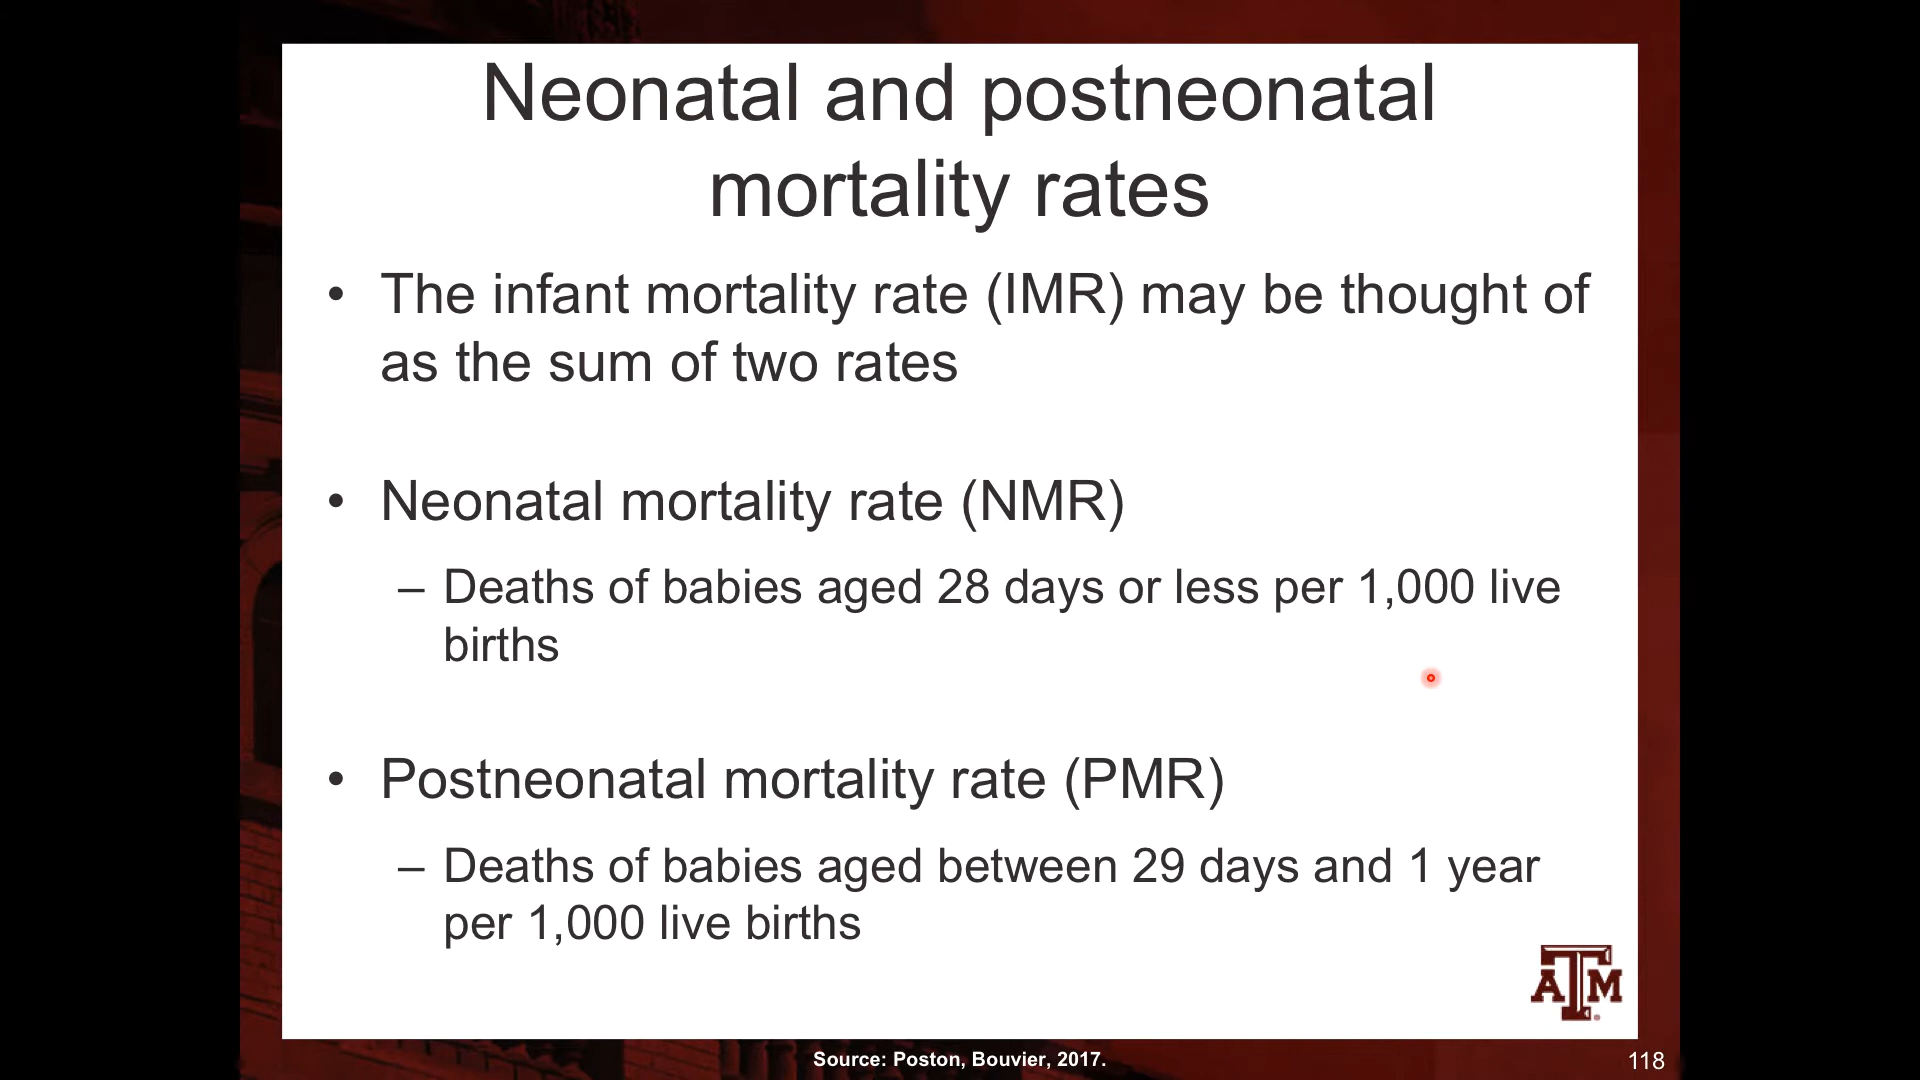 Neonatal and postneonatal
mortality rates
• The infant mortality rate (IMR) may be thought of
as the sum of two rates
• Neonatal mortality rate (NMR)
– Deaths of babies aged 28 days or less per 1,000 live
births
• Postneonatal mortality rate (PMR)
– Deaths of babies aged between 29 days and 1 year
per 1,000 live births
ATM
Source: Poston, Bouvier, 2017.
118